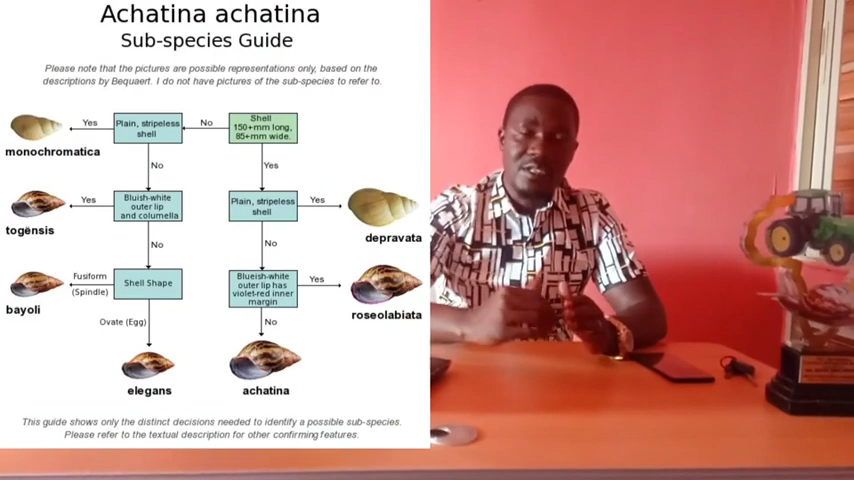 Achatina achatina
Sub-species Guide
Please note that the pictures are possible representations only, based on the
descriptions by Bequaert. I do not have pictures of the sub-species to refer to.
Yes
Plain, stripeless
shell
No
Shell
150+mm long,
85+mm wide.
monochromatica
No
Yes
Yes
Bluish-white
outer lip
and columella
Plain, stripeless
shell
Yes
togënsis
depravata
No
No
Fusiform
(Spindle)
Shell Shape
Blueish-white
outer lip has
violet-red inner
margin
Yes
bayoli
roseolabiata
Ovate (Egg)
No
elegans
achatina
This guide shows only the distinct decisions needed to identify a possible sub-species.
Please refer to the textual description for other confirming features.